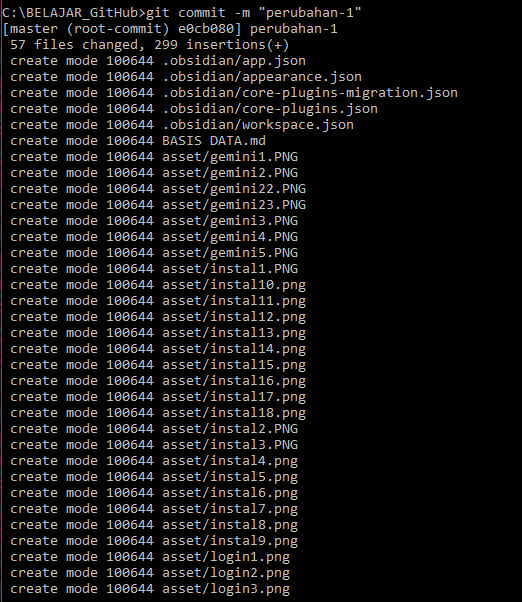 C:\BELAJAR_GitHub>git commit -m "perubahan-1"
[master (root-commit) e0cb080] perubahan-1
 57 files changed, 299 insertions(+)
 create mode 100644 .obsidian/app.json
 create mode 100644 .obsidian/appearance.json
 create mode 100644 .obsidian/core-plugins-migration.json
 create mode 100644 .obsidian/core-plugins.json
 create mode 100644 .obsidian/workspace.json
 create mode 100644 BASIS DATA.md
 create mode 100644 asset/gemini1.PNG
 create mode 100644 asset/gemini2.PNG
 create mode 100644 asset/gemini22.PNG
 create mode 100644 asset/gemini23.PNG
 create mode 100644 asset/gemini3.PNG
 create mode 100644 asset/gemini4.PNG
 create mode 100644 asset/gemini5.PNG
 create mode 100644 asset/instal1.PNG
 create mode 100644 asset/instal10.png
 create mode 100644 asset/instal11.png
 create mode 100644 asset/instal12.png
 create mode 100644 asset/instal13.png
 create mode 100644 asset/instal14.png
 create mode 100644 asset/instal15.png
 create mode 100644 asset/instal16.png
 create mode 100644 asset/instal17.png
 create mode 100644 asset/instal18.png
 create mode 100644 asset/instal2.PNG
 create mode 100644 asset/instal3.PNG
 create mode 100644 asset/instal4.png
 create mode 100644 asset/instal5.png
 create mode 100644 asset/instal6.png
 create mode 100644 asset/instal7.png
 create mode 100644 asset/instal8.png
 create mode 100644 asset/instal9.png
 create mode 100644 asset/login1.png
 create mode 100644 asset/login2.png
 create mode 100644 asset/login3.png